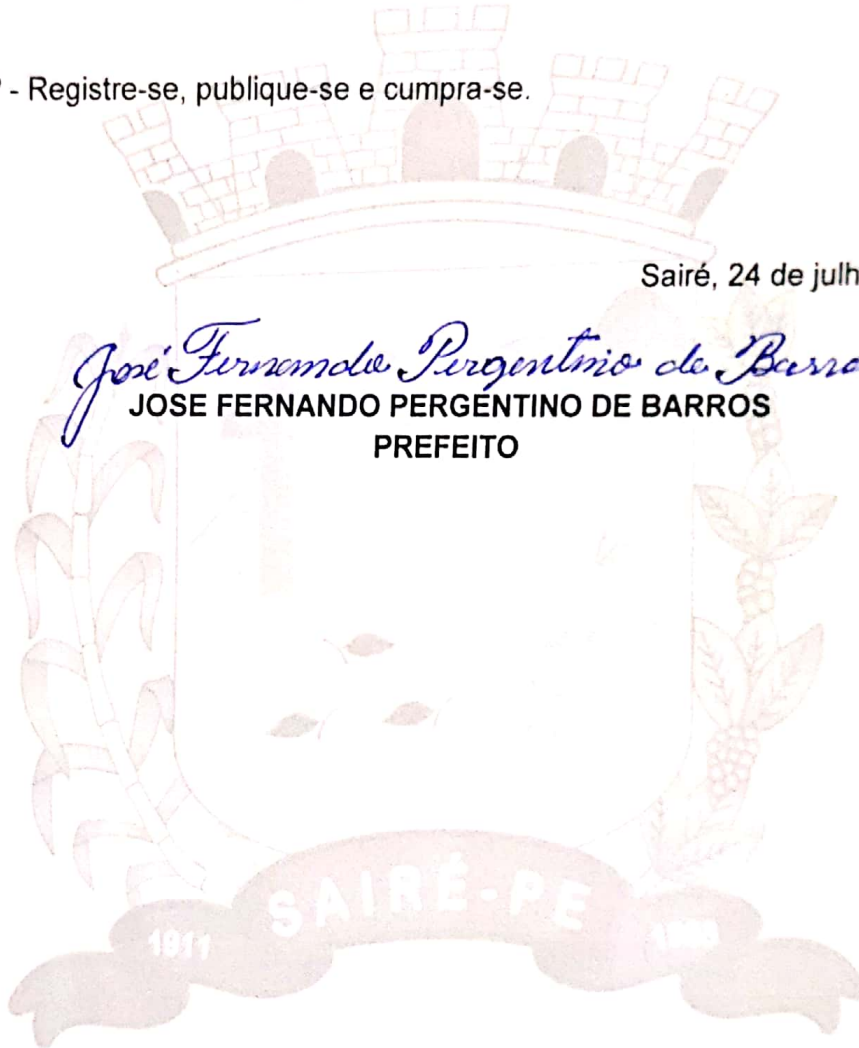 º - Registre-se, publique-se e cumpra-se.
Sairé, 24 de julh
José Fernando Pergentino de Barro
JOSE FERNANDO PERGENTINO DE BARROS
PREFEITO
SAIRÉ-PE
1911